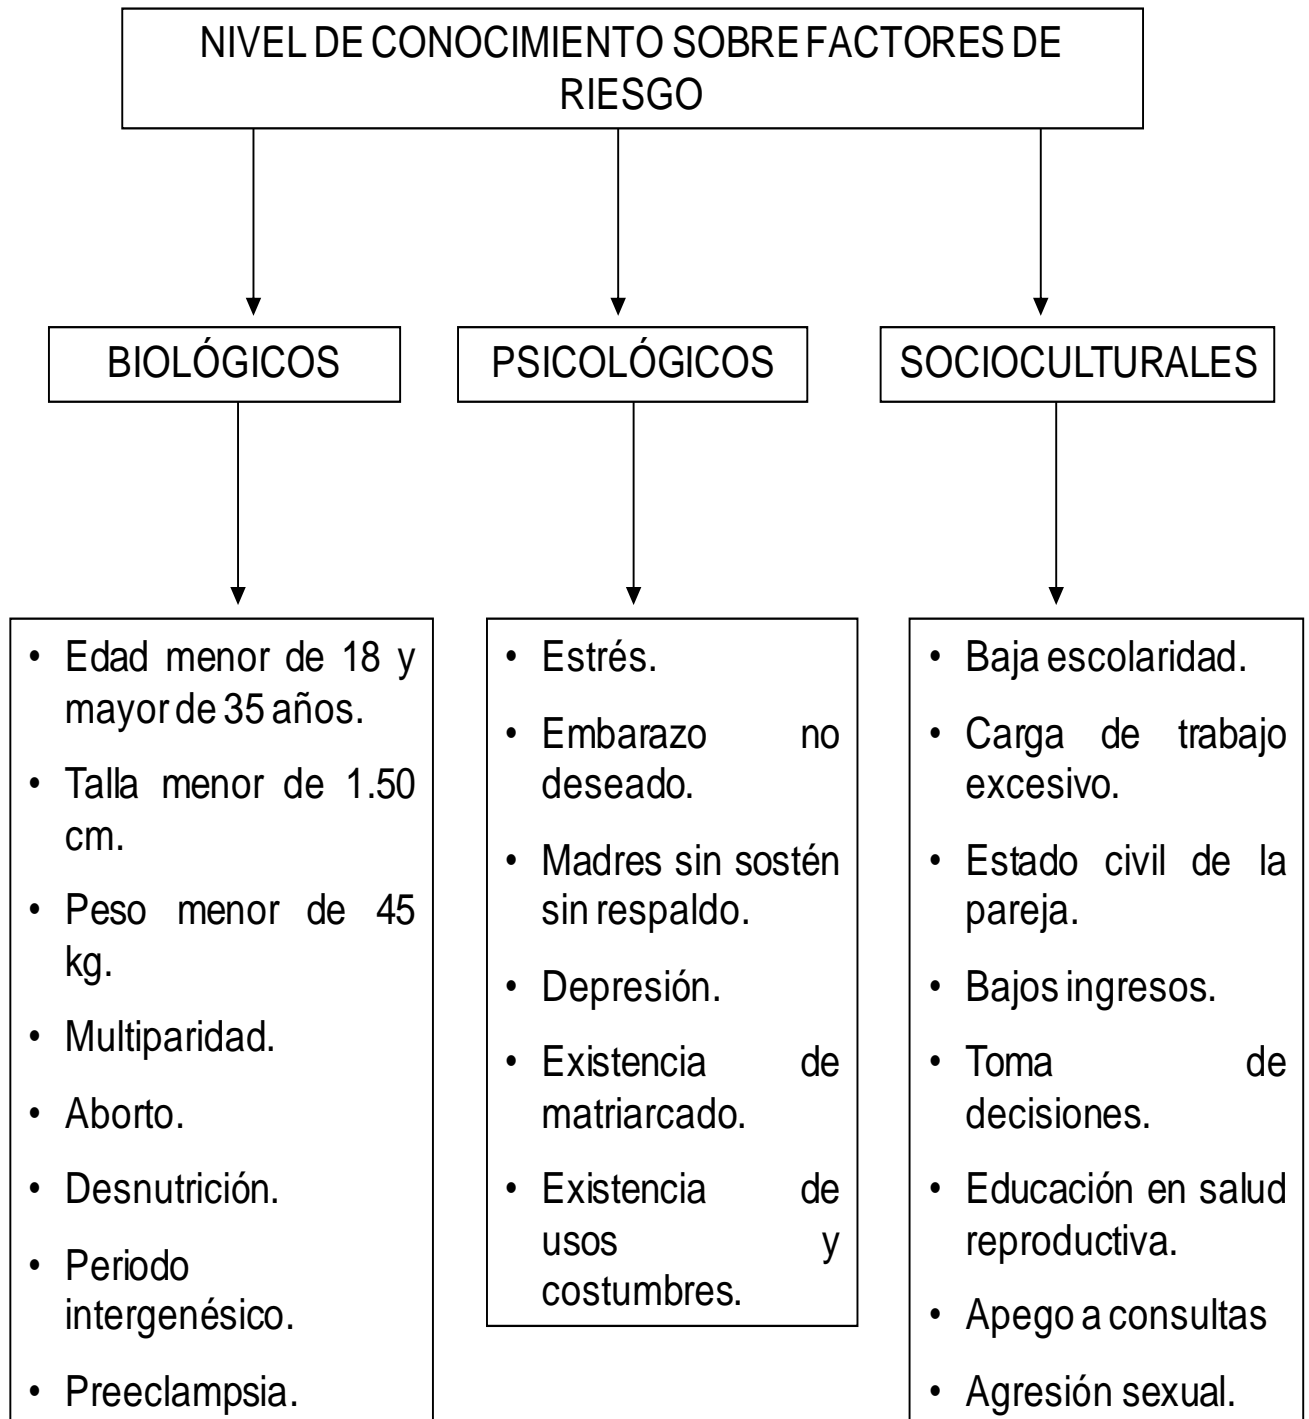 NIVEL DE CONOCIMIENTO SOBRE FACTORES DE
RIESGO
BIOLÓGICOS
PSICOLÓGICOS
SOCIOCULTURALES
• Edad menor de 18 y
mayor de 35 años.
• Talla menor de 1.50
cm.
• Peso menor de 45
kg.
• Multiparidad.
• Aborto.
• Desnutrición.
• Periodo
intergenésico.
• Preeclampsia.
• Estrés.
• Embarazo no
deseado.
• Madres sin sostén
sin respaldo.
• Depresión.
• Existencia de
matriarcado.
• Existencia de
usos y
costumbres.
• Baja escolaridad.
• Carga de trabajo
excesivo.
• Estado civil de la
pareja.
• Bajos ingresos.
• Toma de
decisiones.
• Educación en salud
reproductiva.
• Apego a consultas
• Agresión sexual.